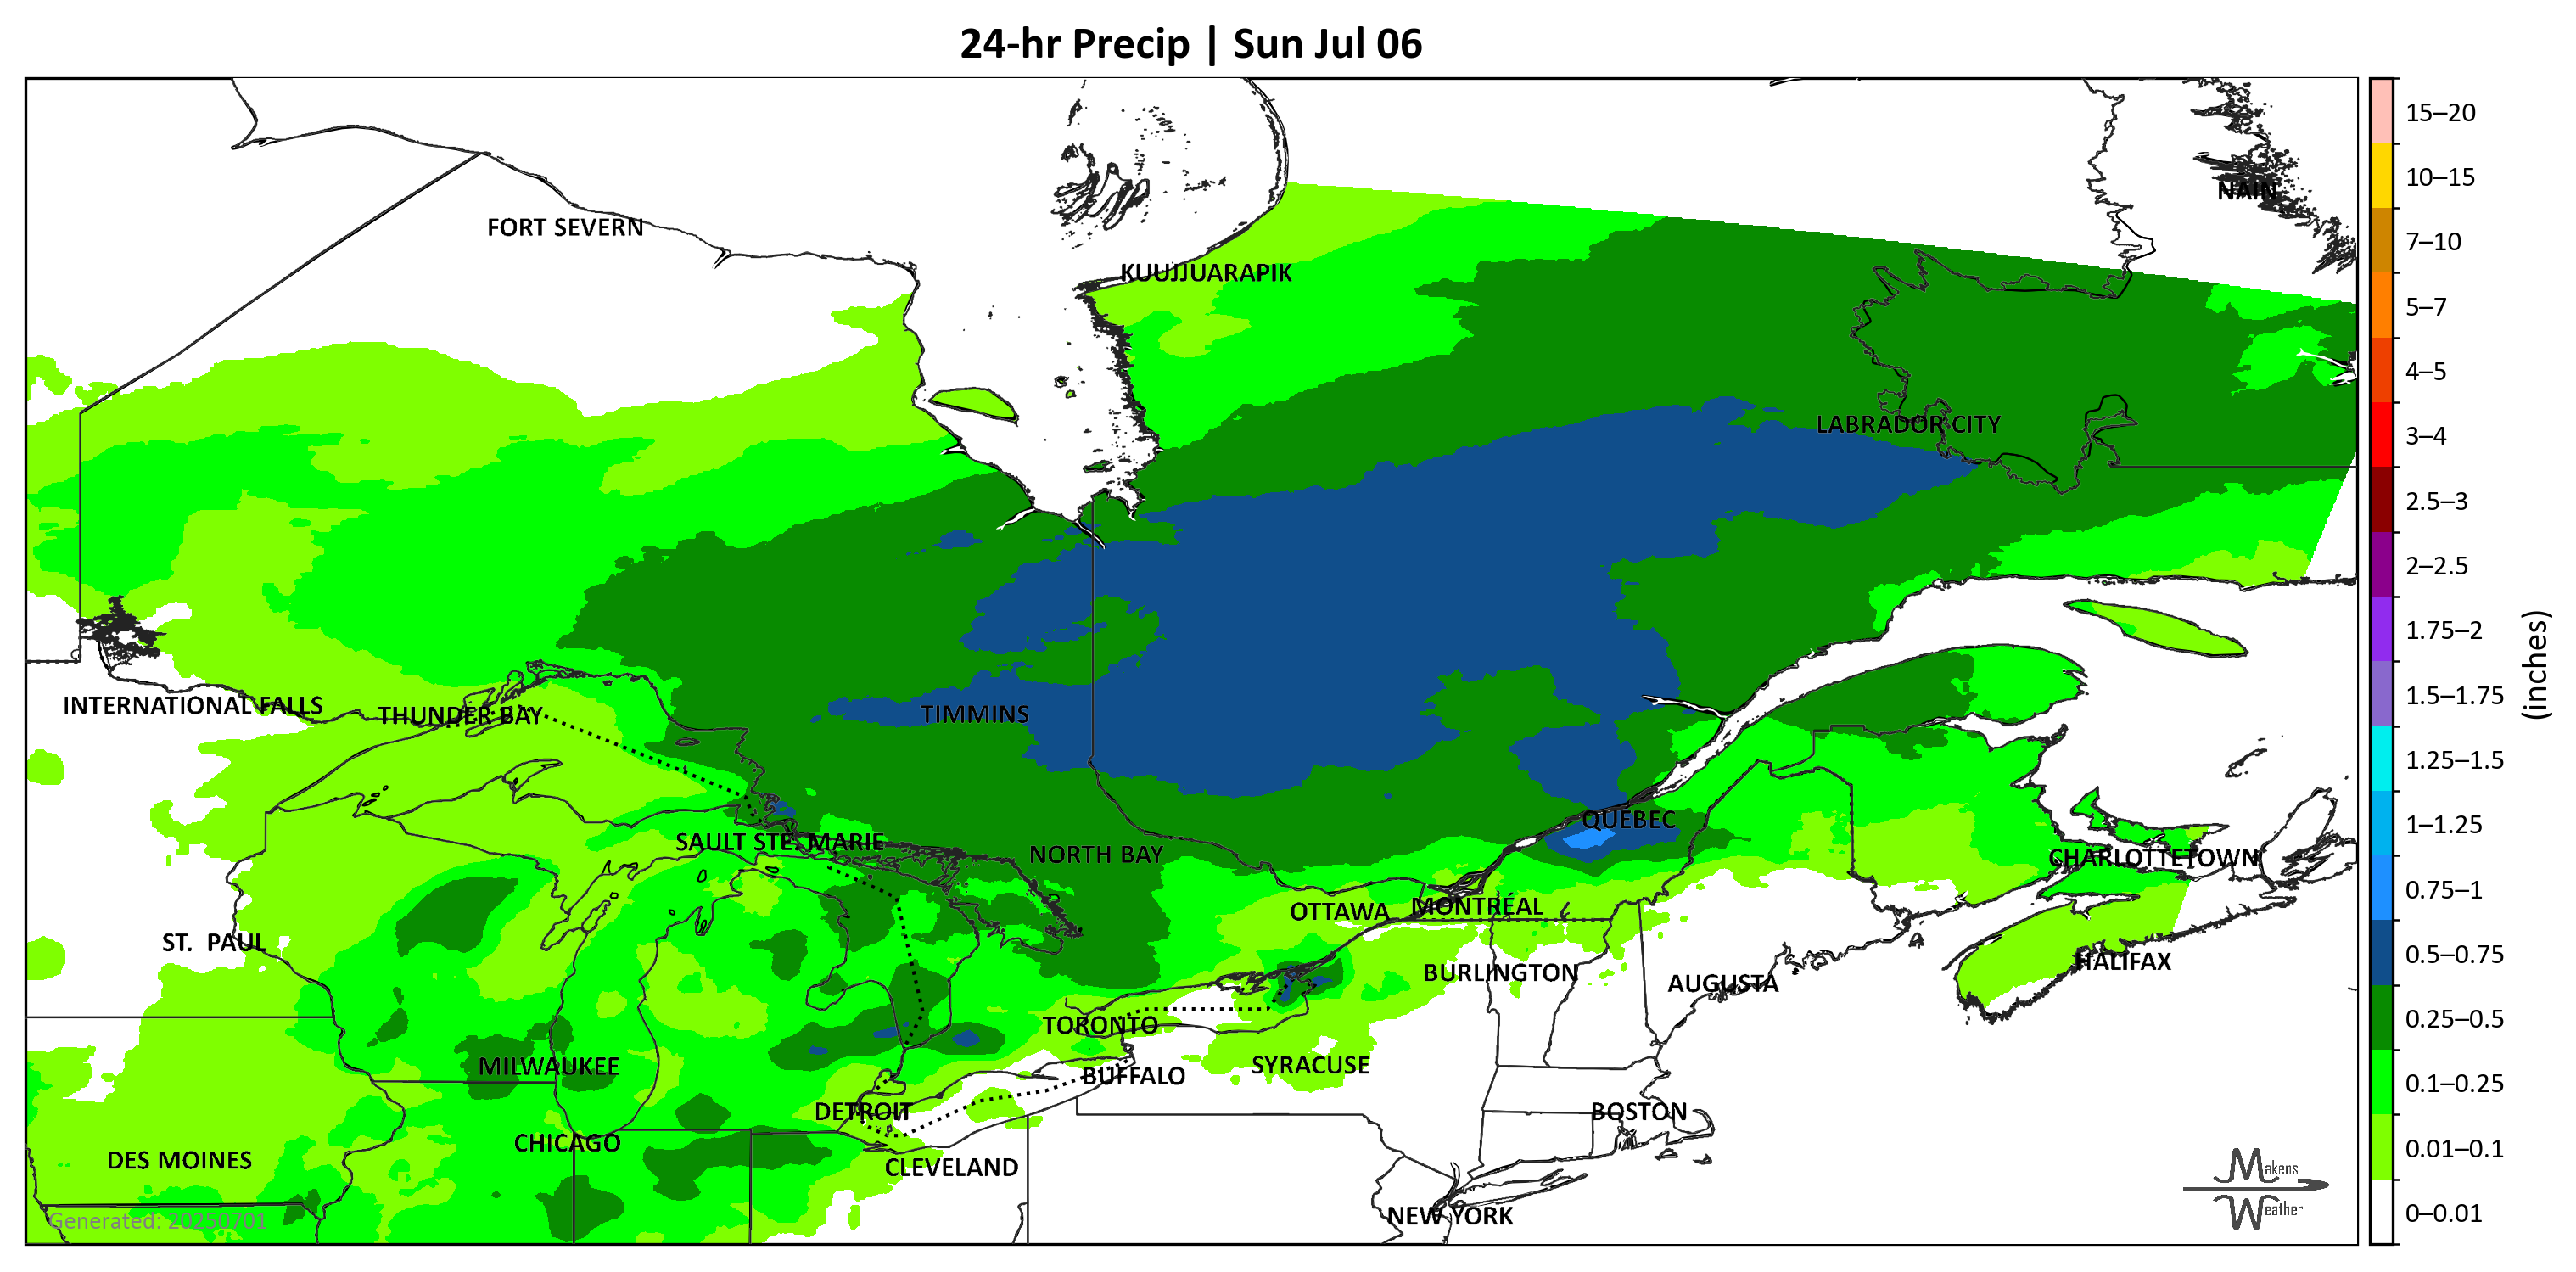 24-hr Precip | Sun Jul 06
15–20
10–15
NAIN
7–10
FORT SEVERN
KUUJJUARAPIK
5–7
4–5
LABRADOR CITY
3–4
2.5–3
2–2.5
1.75–2
(inches)
1.5–1.75
INTERNATIONAL FALLS
THUNDER BAY
TIMMINS
1.25–1.5
1–1.25
QUEBEC
SAULT STE. MARIE
NORTH BAY
CHARLOTTETOWN
0.75–1
OTTAWA
MONTRÉAL
ST. PAUL
0.5–0.75
HALIFAX
BURLINGTON
AUGUSTA
0.25–0.5
TORONTO
MILWAUKEE
SYRACUSE
BUFFALO
0.1–0.25
DETROIT
BOSTON
CHICAGO
0.01–0.1
DES MOINES
CLEVELAND
Makens
Weather
0–0.01
NEW YORK
Generated: 20250701